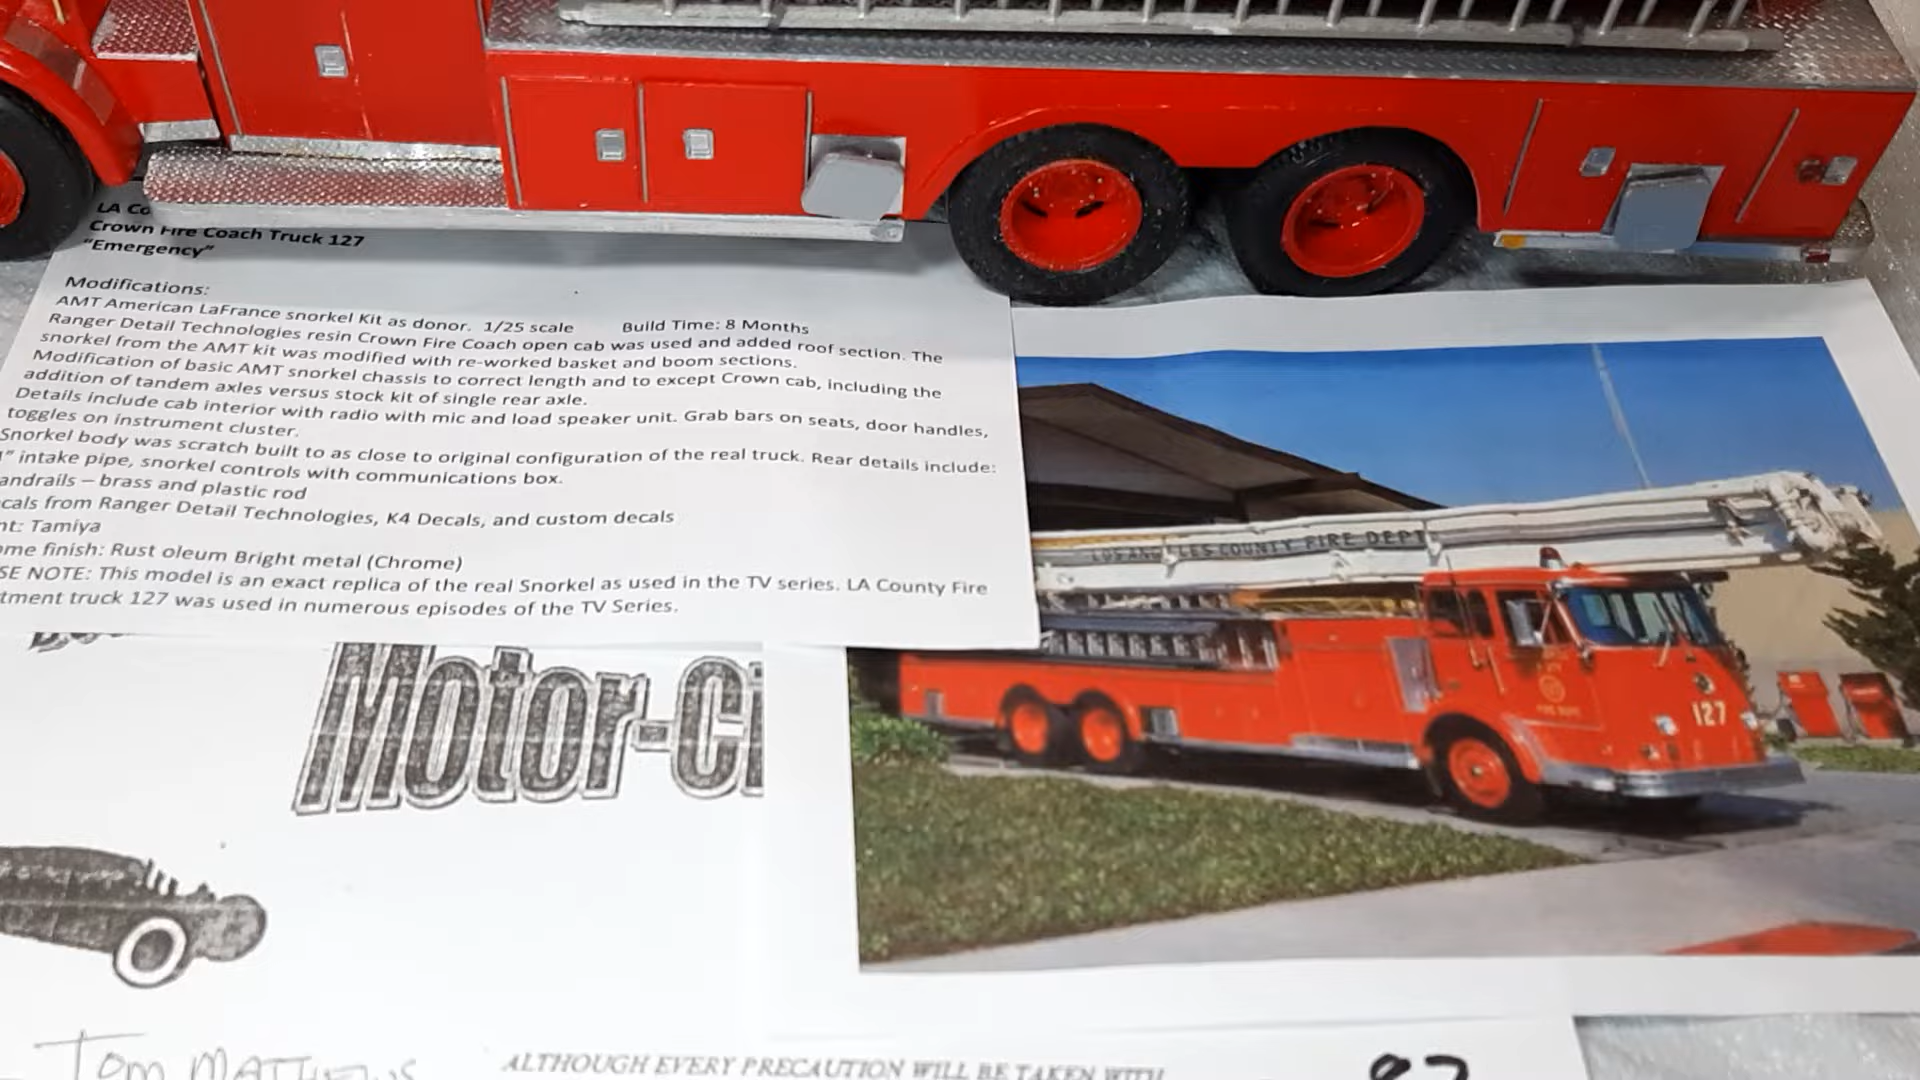 LA Co
Crown Fire Coach Truck 127
“Emergency”
Modifications:
AMT American LaFrance snorkel Kit as donor. 1/25 scale Build Time: 8 Months
Ranger Detail Technologies resin Crown Fire Coach open cab was used and added roof section. The
snorkel from the AMT kit was modified with re-worked basket and boom sections.
Modification of basic AMT snorkel chassis to correct length and to except Crown cab, including the
addition of tandem axles versus stock kit of single rear axle.
Details include cab interior with radio with mic and load speaker unit. Grab bars on seats, door handles,
toggles on instrument cluster.
Snorkel body was scratch built to as close to original configuration of the real truck. Rear details include:
" intake pipe, snorkel controls with communications box.
andrails – brass and plastic rod
cals from Ranger Detail Technologies, K4 Decals, and custom decals
nt: Tamiya
ome finish: Rust oleum Bright metal (Chrome)
SE NOTE: This model is an exact replica of the real Snorkel as used in the TV series. LA County Fire
tment truck 127 was used in numerous episodes of the TV Series.
LOS ANGELES COUNTY FIRE DEPT
127
Motor-Ci
Tom MATHEWS
ALTHOUGH EVERY PRECAUTION WILL BE TAKEN WITH